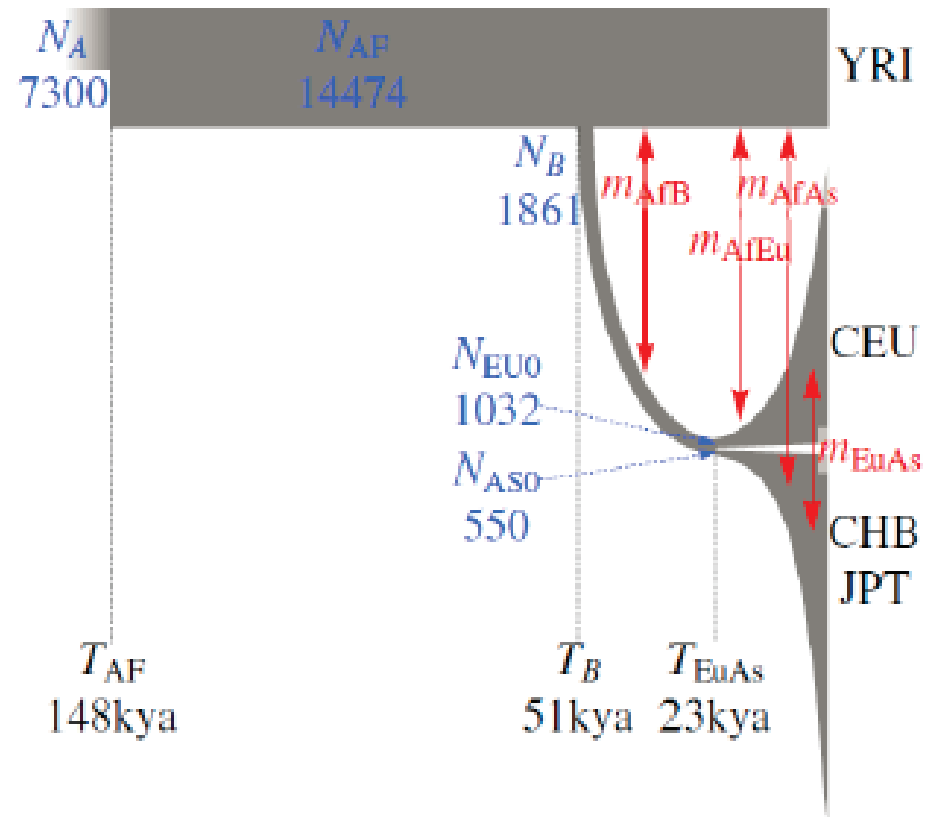 N_A
7300
N_AF
14474
YRI
N_B
1861
m_AfB
m_AfAs
m_AfEu
CEU
N_EU0
1032
N_AS0
550
m_EuAs
CHB
JPT
T_AF
148kya
T_B
51kya
T_EuAs
23kya